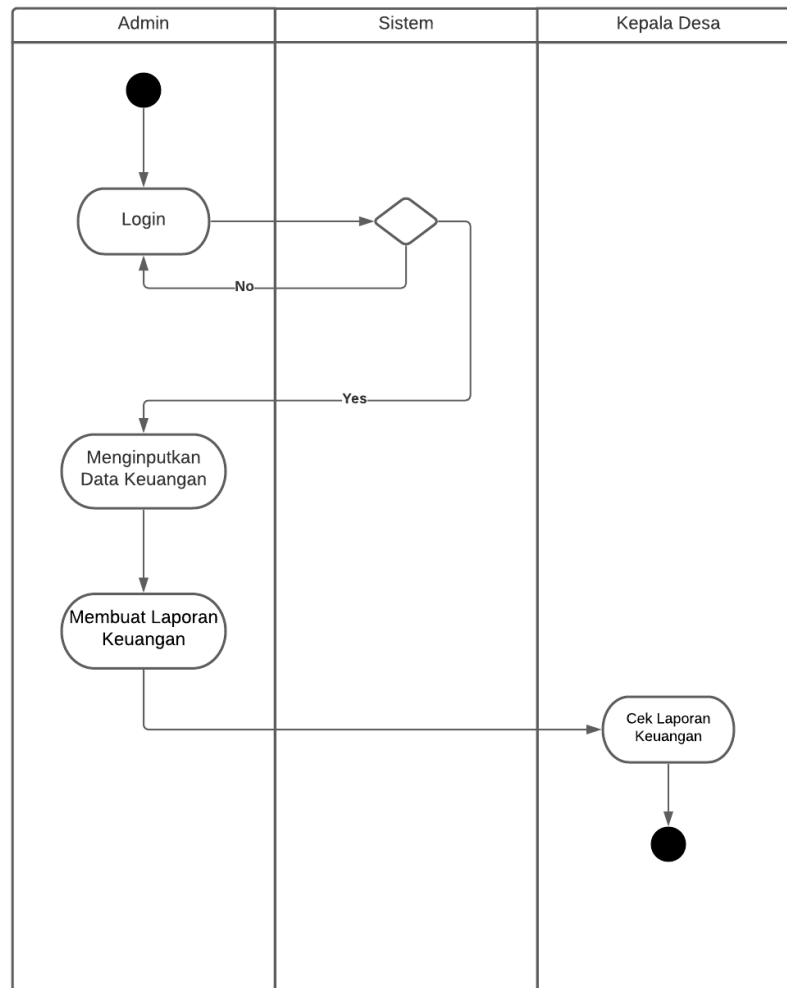 Admin
Sistem
Kepala Desa
Login
No
Yes
Menginputkan
Data Keuangan
Membuat Laporan
Keuangan
Cek Laporan
Keuangan